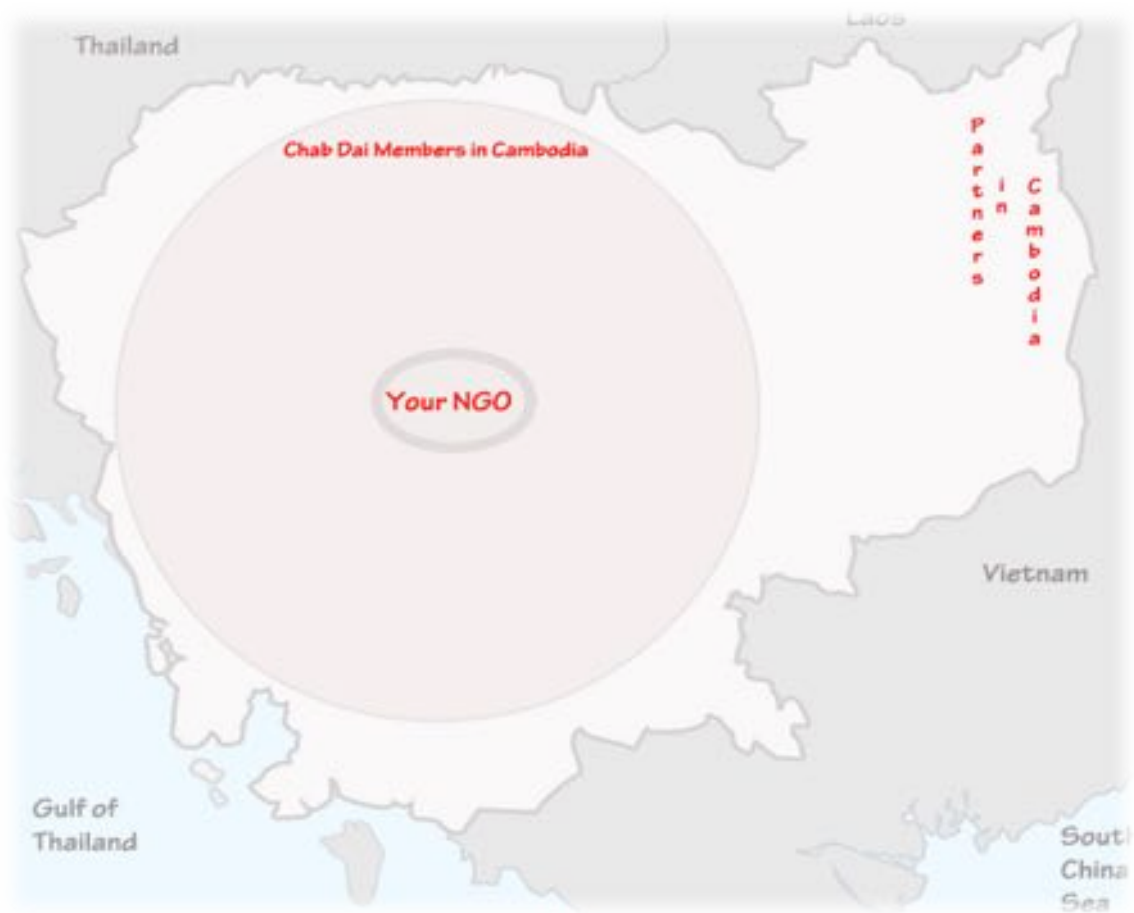 Laos
Thailand
Chab Dai Members in Cambodia
Partners
in
Cambodia
Your NGO
Vietnam
Gulf of
Thailand
South
China
Sea